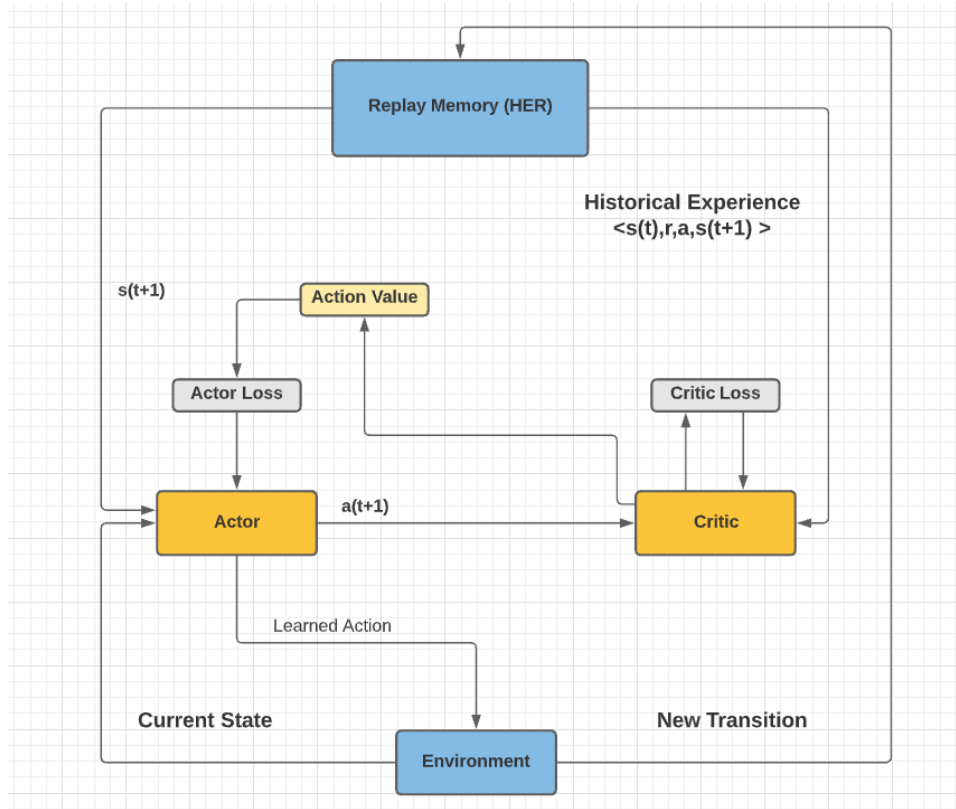 Replay Memory (HER)
Historical Experience
<s(t),r,a,s(t+1) >
s(t+1)
Action Value
Actor Loss
Critic Loss
Actor
a(t+1)
Critic
Learned Action
Current State
New Transition
Environment